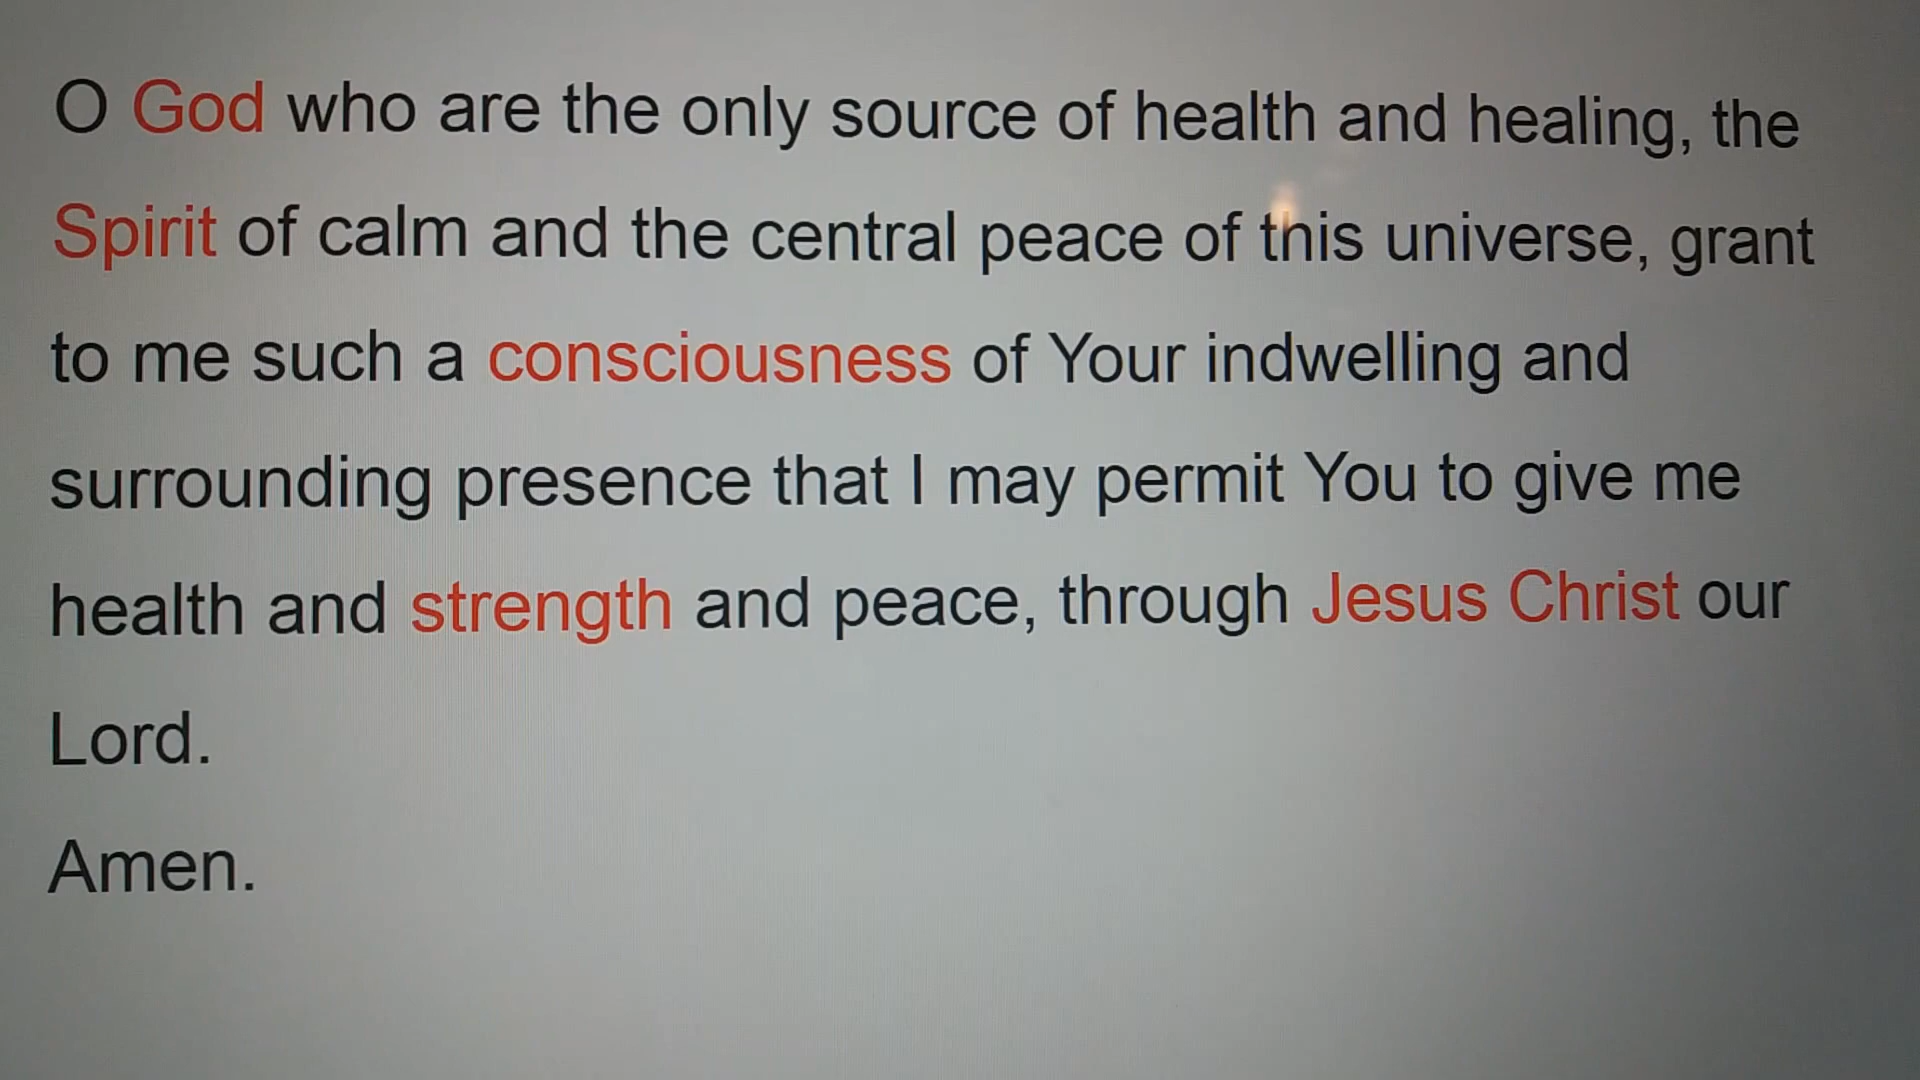 O God who are the only source of health and healing, the
Spirit of calm and the central peace of this universe, grant
to me such a consciousness of Your indwelling and
surrounding presence that I may permit You to give me
health and strength and peace, through Jesus Christ our
Lord.
Amen.